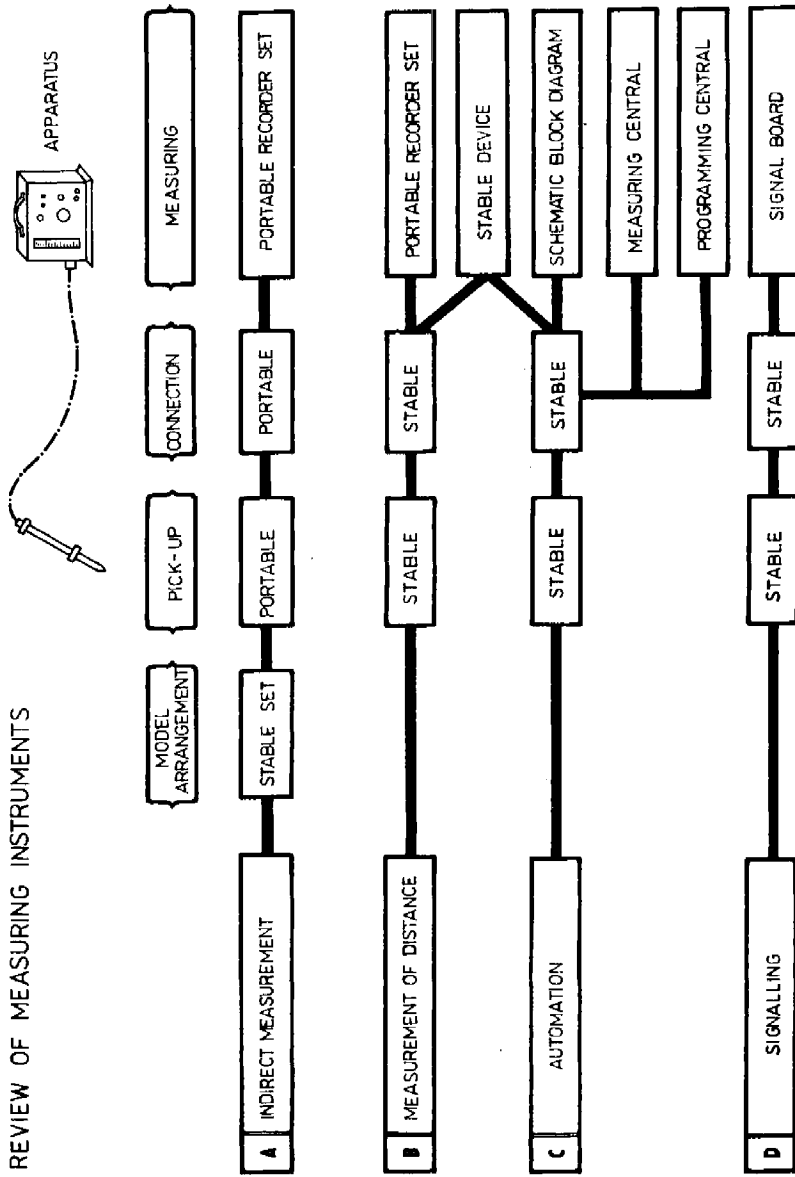 REVIEW OF MEASURING INSTRUMENTS
APPARATUS
MODEL
ARRANGEMENT
PICK-UP
CONNECTION
MEASURING
A
INDIRECT MEASUREMENT
STABLE SET
PORTABLE
PORTABLE
PORTABLE RECORDER SET
B
MEASUREMENT OF DISTANCE
STABLE
STABLE
PORTABLE RECORDER SET
STABLE DEVICE
C
AUTOMATION
STABLE
STABLE
SCHEMATIC BLOCK DIAGRAM
MEASURING CENTRAL
PROGRAMMING CENTRAL
D
SIGNALLING
STABLE
STABLE
SIGNAL BOARD